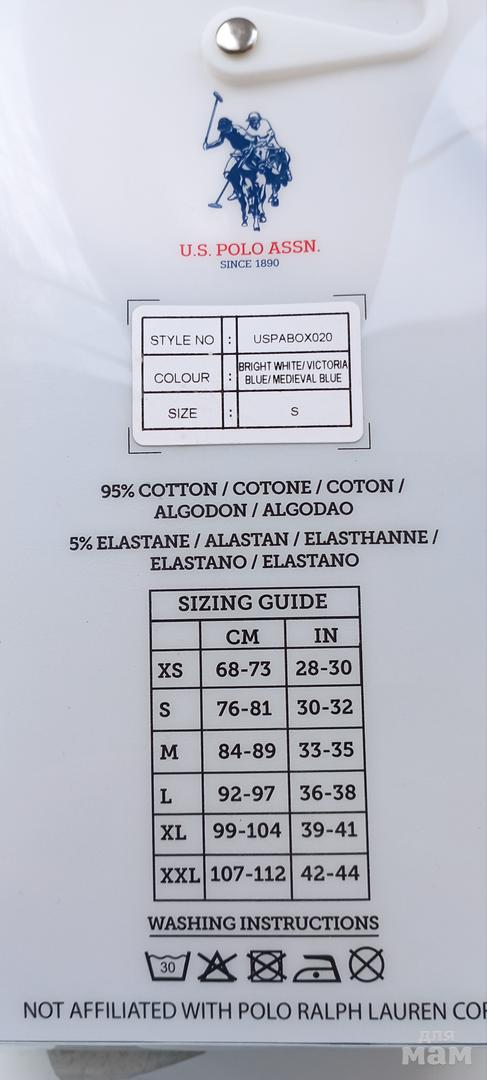 U.S. POLO ASSN.
SINCE 1890
STYLE NO : USPABOX020
COLOUR : BRIGHT WHITE/ VICTORIA
BLUE/ MEDIEVAL BLUE
SIZE : S
95% COTTON / COTONE / COTON /
ALGODON / ALGODAO
5% ELASTANE / ALASTAN / ELASTHANNE /
ELASTANO / ELASTANO
SIZING GUIDE
CM IN
XS 68-73 28-30
S 76-81 30-32
M 84-89 33-35
L 92-97 36-38
XL 99-104 39-41
XXL 107-112 42-44
WASHING INSTRUCTIONS
30
NOT AFFILIATED WITH POLO RALPH LAUREN COR
для
мам